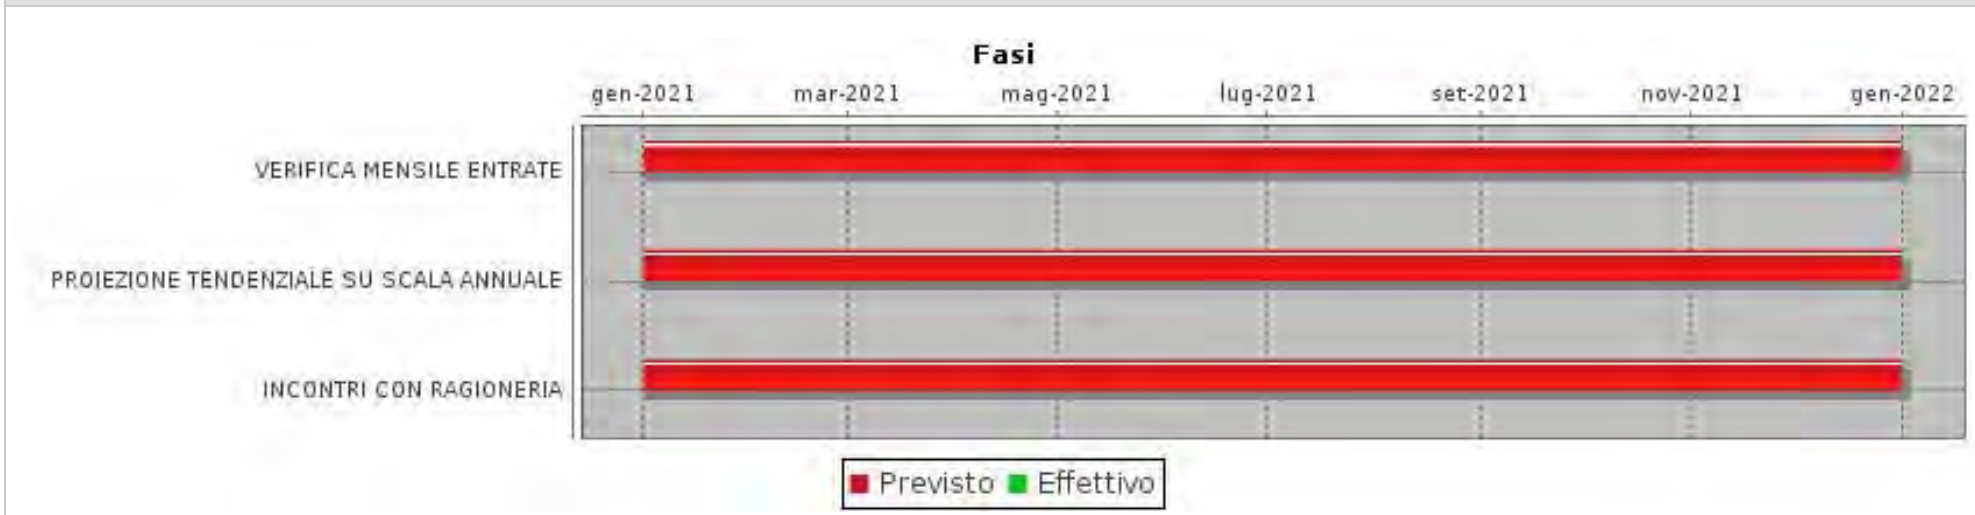 Fasi
gen-2021 mar-2021 mag-2021 lug-2021 set-2021 nov-2021 gen-2022
VERIFICA MENSILE ENTRATE
PROIEZIONE TENDENZIALE SU SCALA ANNUALE
INCONTRI CON RAGIONERIA
Previsto Effettivo